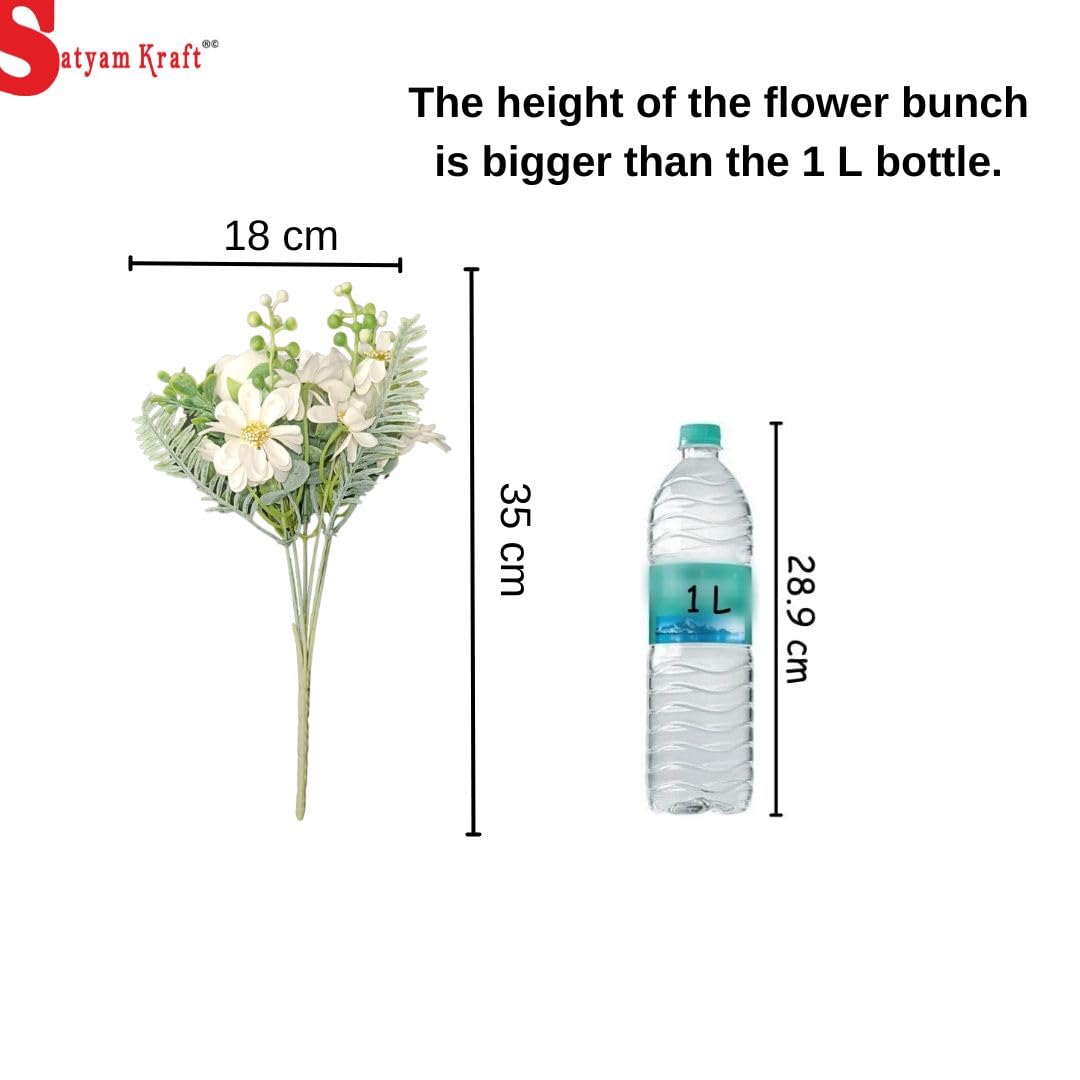 Satyam Kraft®©
The height of the flower bunch
is bigger than the 1 L bottle.
18 cm
35 cm
1 L
28.9 cm